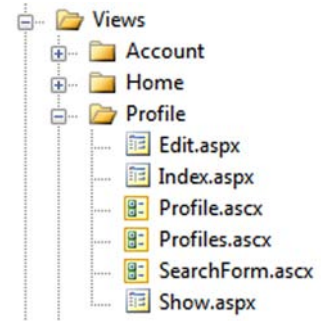 Views
Account
Home
Profile
Edit.aspx
Index.aspx
Profile.ascx
Profiles.ascx
SearchForm.ascx
Show.aspx